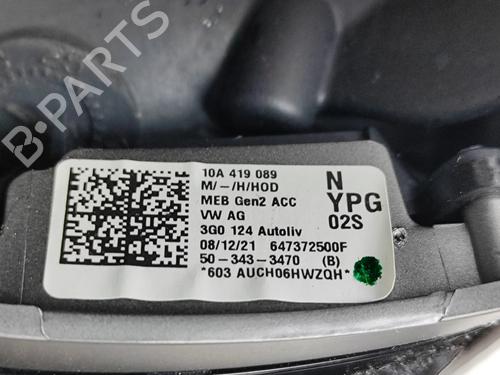 B-PARTS
10A 419 089
M/-/H/HOD
MEB Gen2 ACC
VW AG
3G0 124 Autoliv
08/12/21 647372500F
50-343-3470 (B)
*603 AUCH06HWZQH*
N
YPG
02S